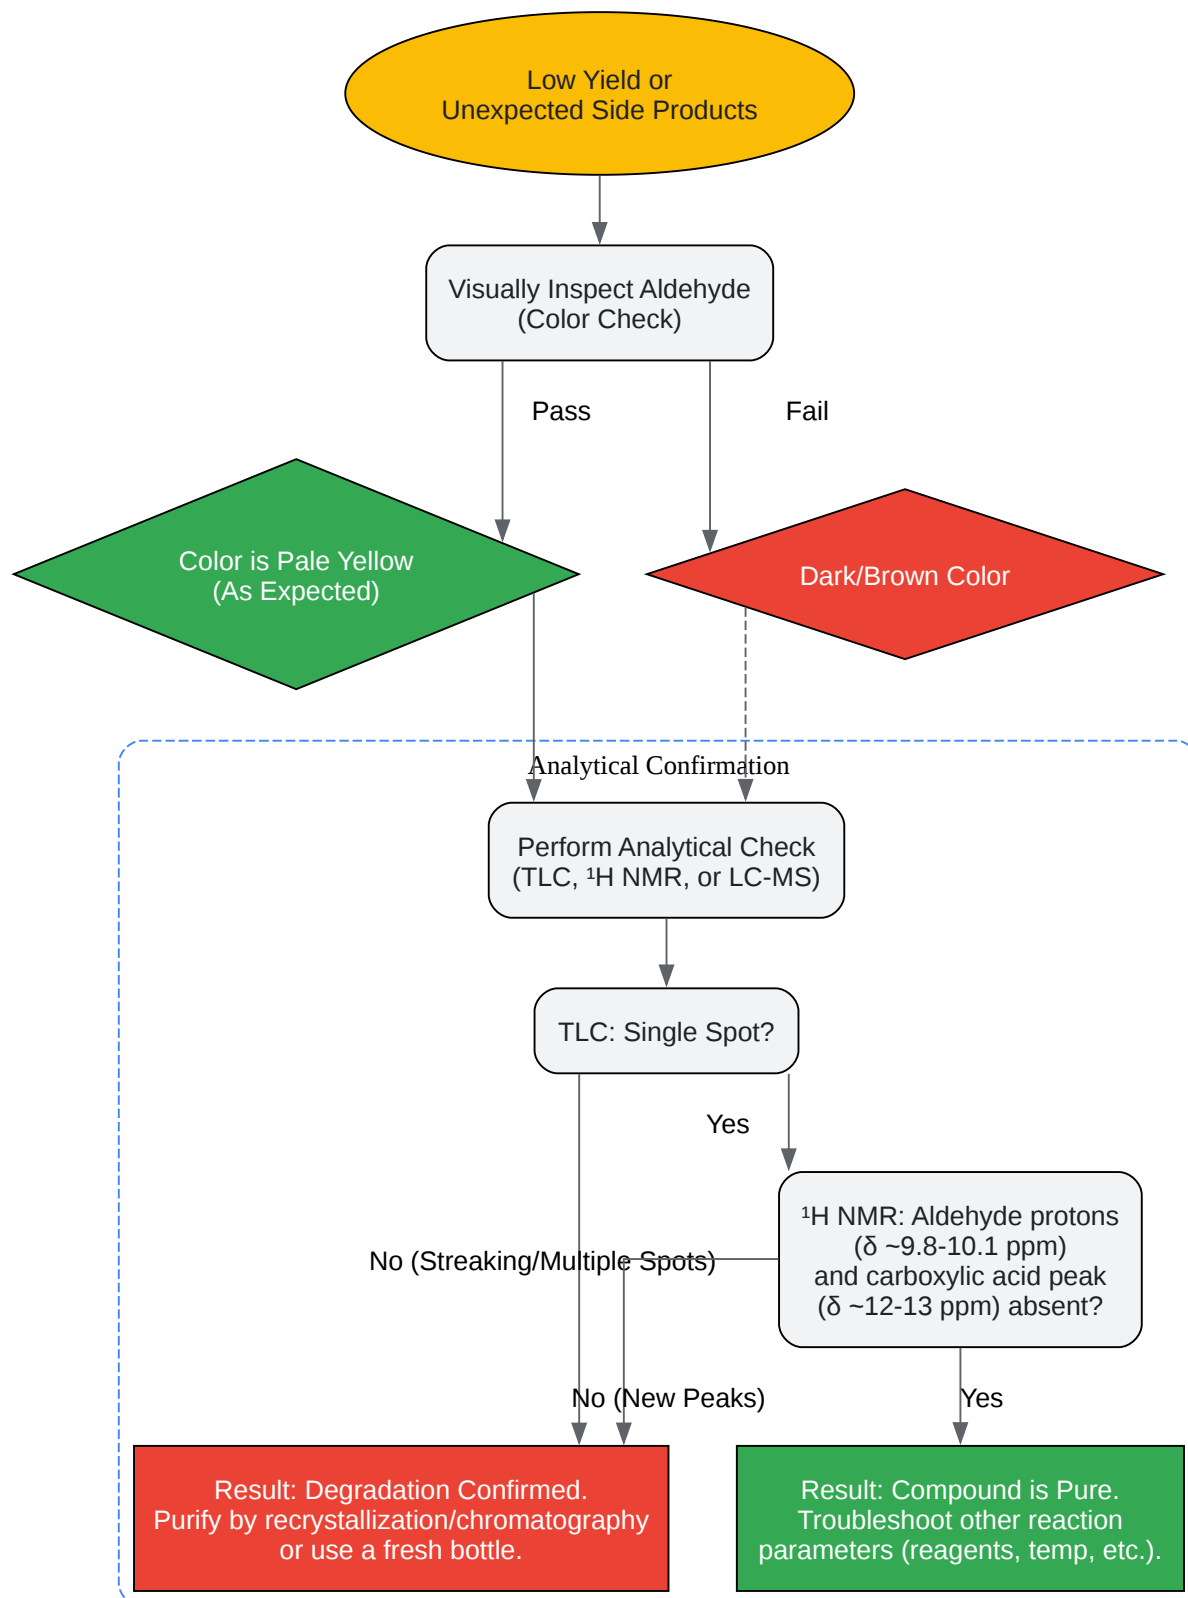 Low Yield or
Unexpected Side Products
Visually Inspect Aldehyde
(Color Check)
Pass
Fail
Color is Pale Yellow
(As Expected)
Dark/Brown Color
Analytical Confirmation
Perform Analytical Check
(TLC, ¹H NMR, or LC-MS)
TLC: Single Spot?
Yes
¹H NMR: Aldehyde protons
(δ ~9.8-10.1 ppm)
and carboxylic acid peak
(δ ~12-13 ppm) absent?
No (Streaking/Multiple Spots)
No (New Peaks)
Yes
Result: Degradation Confirmed.
Purify by recrystallization/chromatography
or use a fresh bottle.
Result: Compound is Pure.
Troubleshoot other reaction
parameters (reagents, temp, etc.).